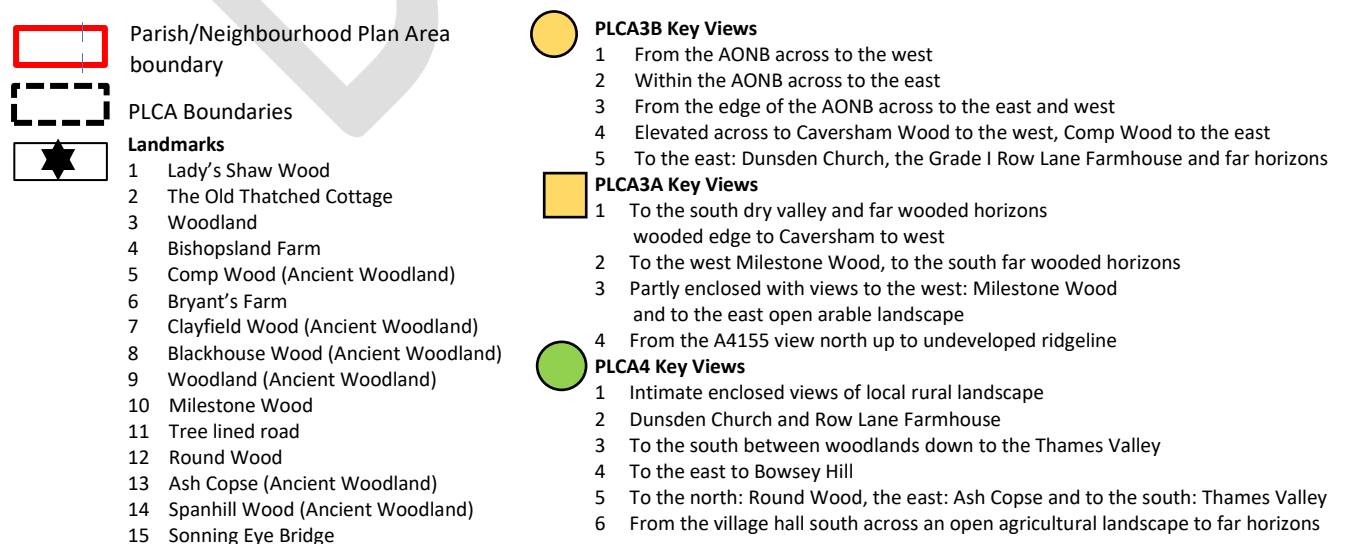 Parish/Neighbourhood Plan Area
boundary
PLCA Boundaries
Landmarks
1 Lady’s Shaw Wood
2 The Old Thatched Cottage
3 Woodland
4 Bishopsland Farm
5 Comp Wood (Ancient Woodland)
6 Bryant’s Farm
7 Clayfield Wood (Ancient Woodland)
8 Blackhouse Wood (Ancient Woodland)
9 Woodland (Ancient Woodland)
10 Milestone Wood
11 Tree lined road
12 Round Wood
13 Ash Copse (Ancient Woodland)
14 Spanhill Wood (Ancient Woodland)
15 Sonning Eye Bridge
PLCA3B Key Views
1 From the AONB across to the west
2 Within the AONB across to the east
3 From the edge of the AONB across to the east and west
4 Elevated across to Caversham Wood to the west, Comp Wood to the east
5 To the east: Dunsden Church, the Grade I Row Lane Farmhouse and far horizons
PLCA3A Key Views
1 To the south dry valley and far wooded horizons
wooded edge to Caversham to west
2 To the west Milestone Wood, to the south far wooded horizons
3 Partly enclosed with views to the west: Milestone Wood
and to the east open arable landscape
4 From the A4155 view north up to undeveloped ridgeline
PLCA4 Key Views
1 Intimate enclosed views of local rural landscape
2 Dunsden Church and Row Lane Farmhouse
3 To the south between woodlands down to the Thames Valley
4 To the east to Bowsey Hill
5 To the north: Round Wood, the east: Ash Copse and to the south: Thames Valley
6 From the village hall south across an open agricultural landscape to far horizons